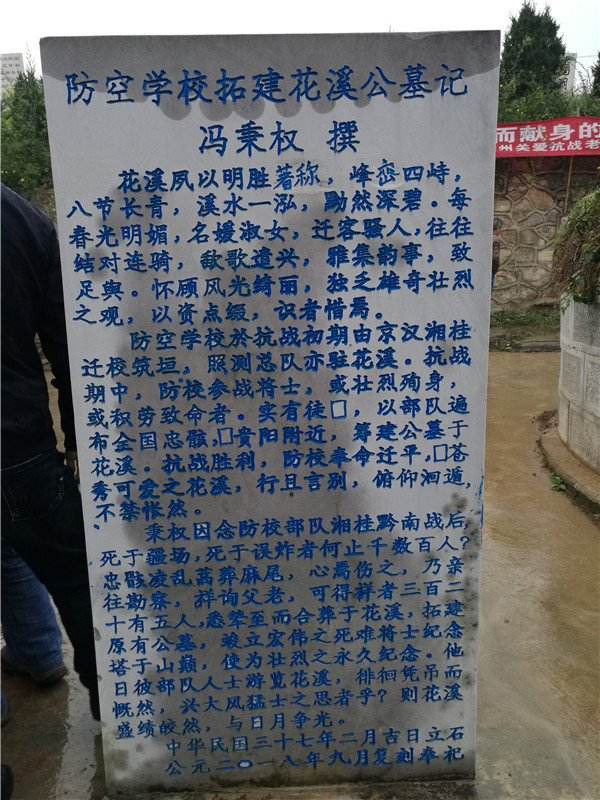 防空学校拓建花溪公墓记
冯秉权 撰
花溪夙以明胜著称,峰峦四峙,
八节长青,溪水一泓,黝然深碧。每
春光明媚,名媛淑女,迁客骚人,往往
结对连骑,敲歌遣兴,雅集韵事,致
足舆。怀顾风光绮丽,独乏雄奇壮烈
之观,以资点缀,识者惜焉。
防空学校於抗战初期由京汉湘桂
迁校筑垣,照测总队亦驻花溪。抗战
期中,防校参战将士,或壮烈殉身,
或积劳致命者。实有徒□,以部队遍
布全国忠骸,□贵阳附近,筹建公墓于
花溪。抗战胜利,防校奉命迁平,□苍
秀可爱之花溪,行且言别,俯仰洄遁,
不禁怅然。
秉权因念防校部队湘桂黔南战后
死于疆场,死于误炸者何止千数百人?
忠骸凌乱藁葬麻尾,心焉伤之,乃亲
往勘察,详询父老,可得祥者三百二
十有五人,悉辇至而合葬于花溪,拓建
原有公墓,竣立宏伟之死难将士纪念
塔于山巅,使为壮烈之永久纪念。他
日彼部队人士游览花溪,徘徊凭吊而
慨然,兴大风猛士之思者乎?则花溪
盛绩皎然,与日月争光。
中华民国三十七年二月吉日立石
公元二〇一八年九月复刻奉祀
而献身的
州关爱抗战老